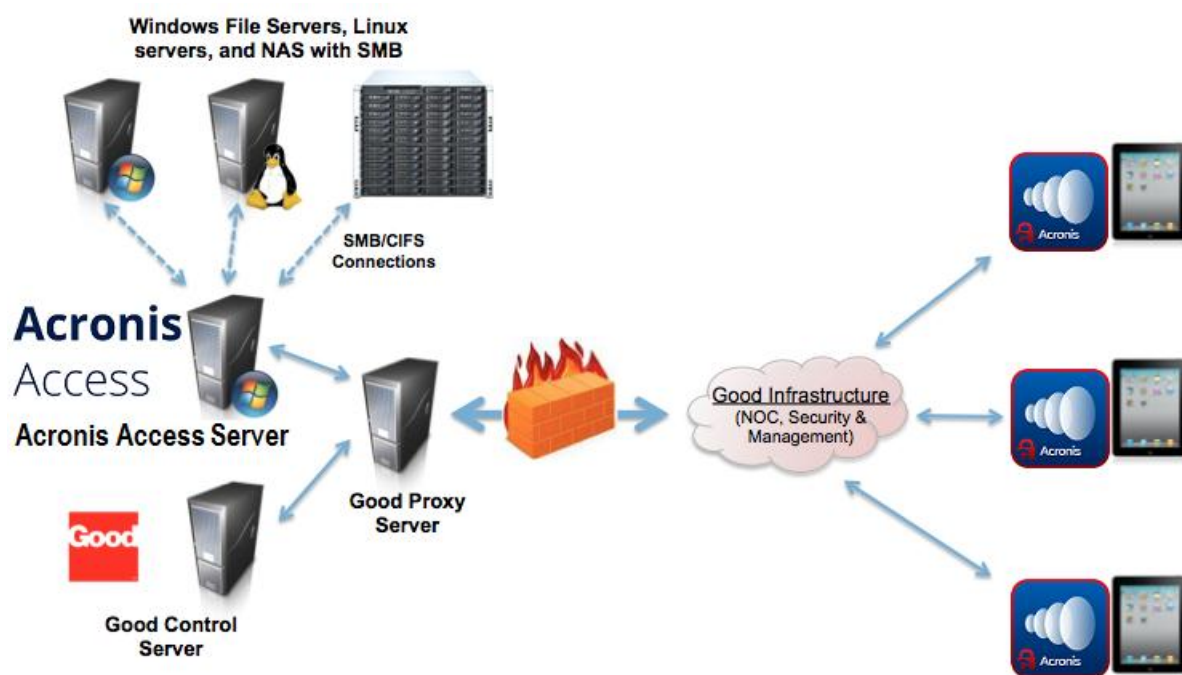 Windows File Servers, Linux
servers, and NAS with SMB
SMB/CIFS
Connections
Acronis
Access
Acronis Access Server
Good Proxy
Server
Good
Good Control
Server
Good Infrastructure
(NOC, Security &
Management)
Acronis
Acronis
Acronis